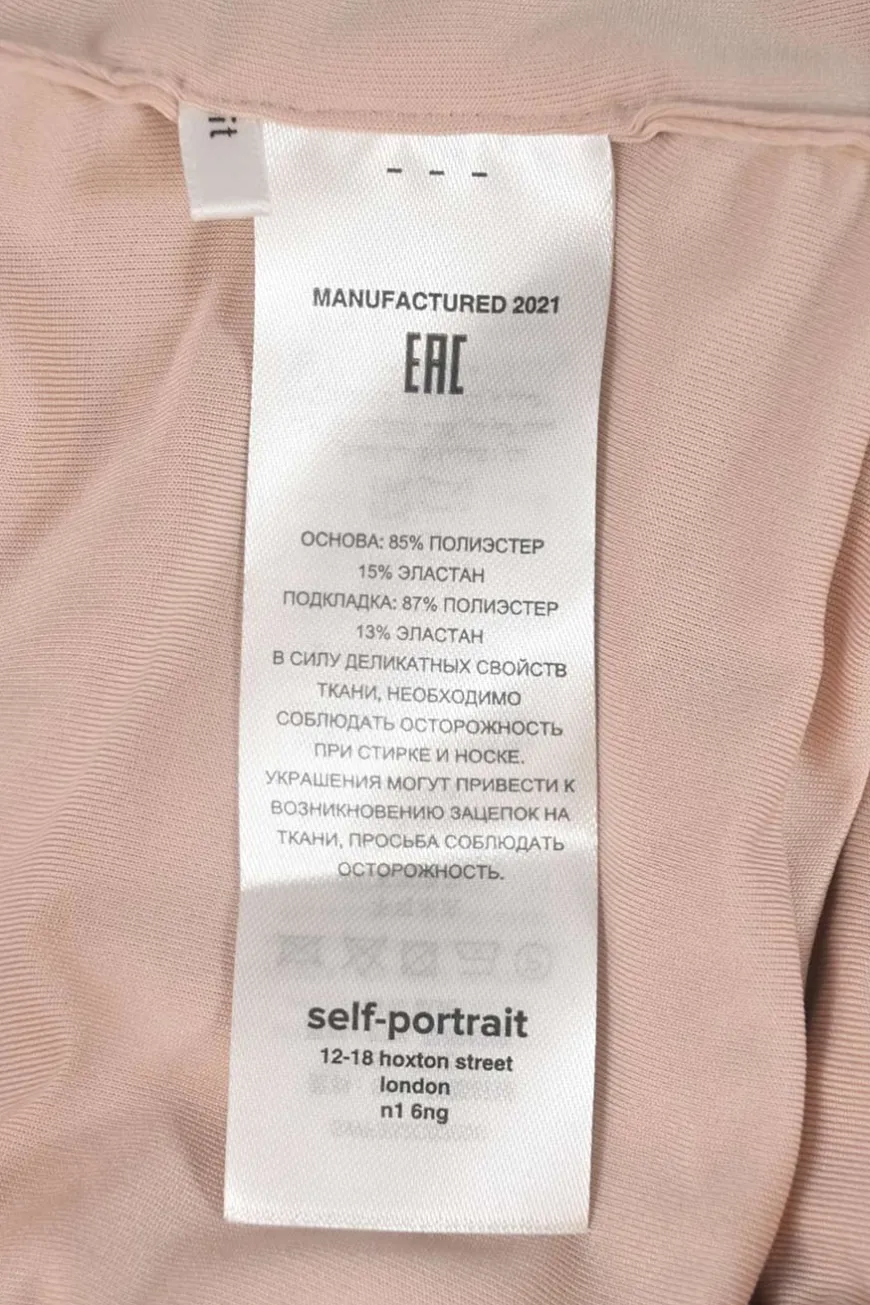 it
- - -
MANUFACTURED 2021
EAC
ОСНОВА: 85% ПОЛИЭСТЕР
15% ЭЛАСТАН
ПОДКЛАДКА: 87% ПОЛИЭСТЕР
13% ЭЛАСТАН
В СИЛУ ДЕЛИКАТНЫХ СВОЙСТВ
ТКАНИ, НЕОБХОДИМО
СОБЛЮДАТЬ ОСТОРОЖНОСТЬ
ПРИ СТИРКЕ И НОСКЕ.
УКРАШЕНИЯ МОГУТ ПРИВЕСТИ К
ВОЗНИКНОВЕНИЮ ЗАЦЕПОК НА
ТКАНИ, ПРОСЬБА СОБЛЮДАТЬ
ОСТОРОЖНОСТЬ.
self-portrait
12-18 hoxton street
london
n1 6ng